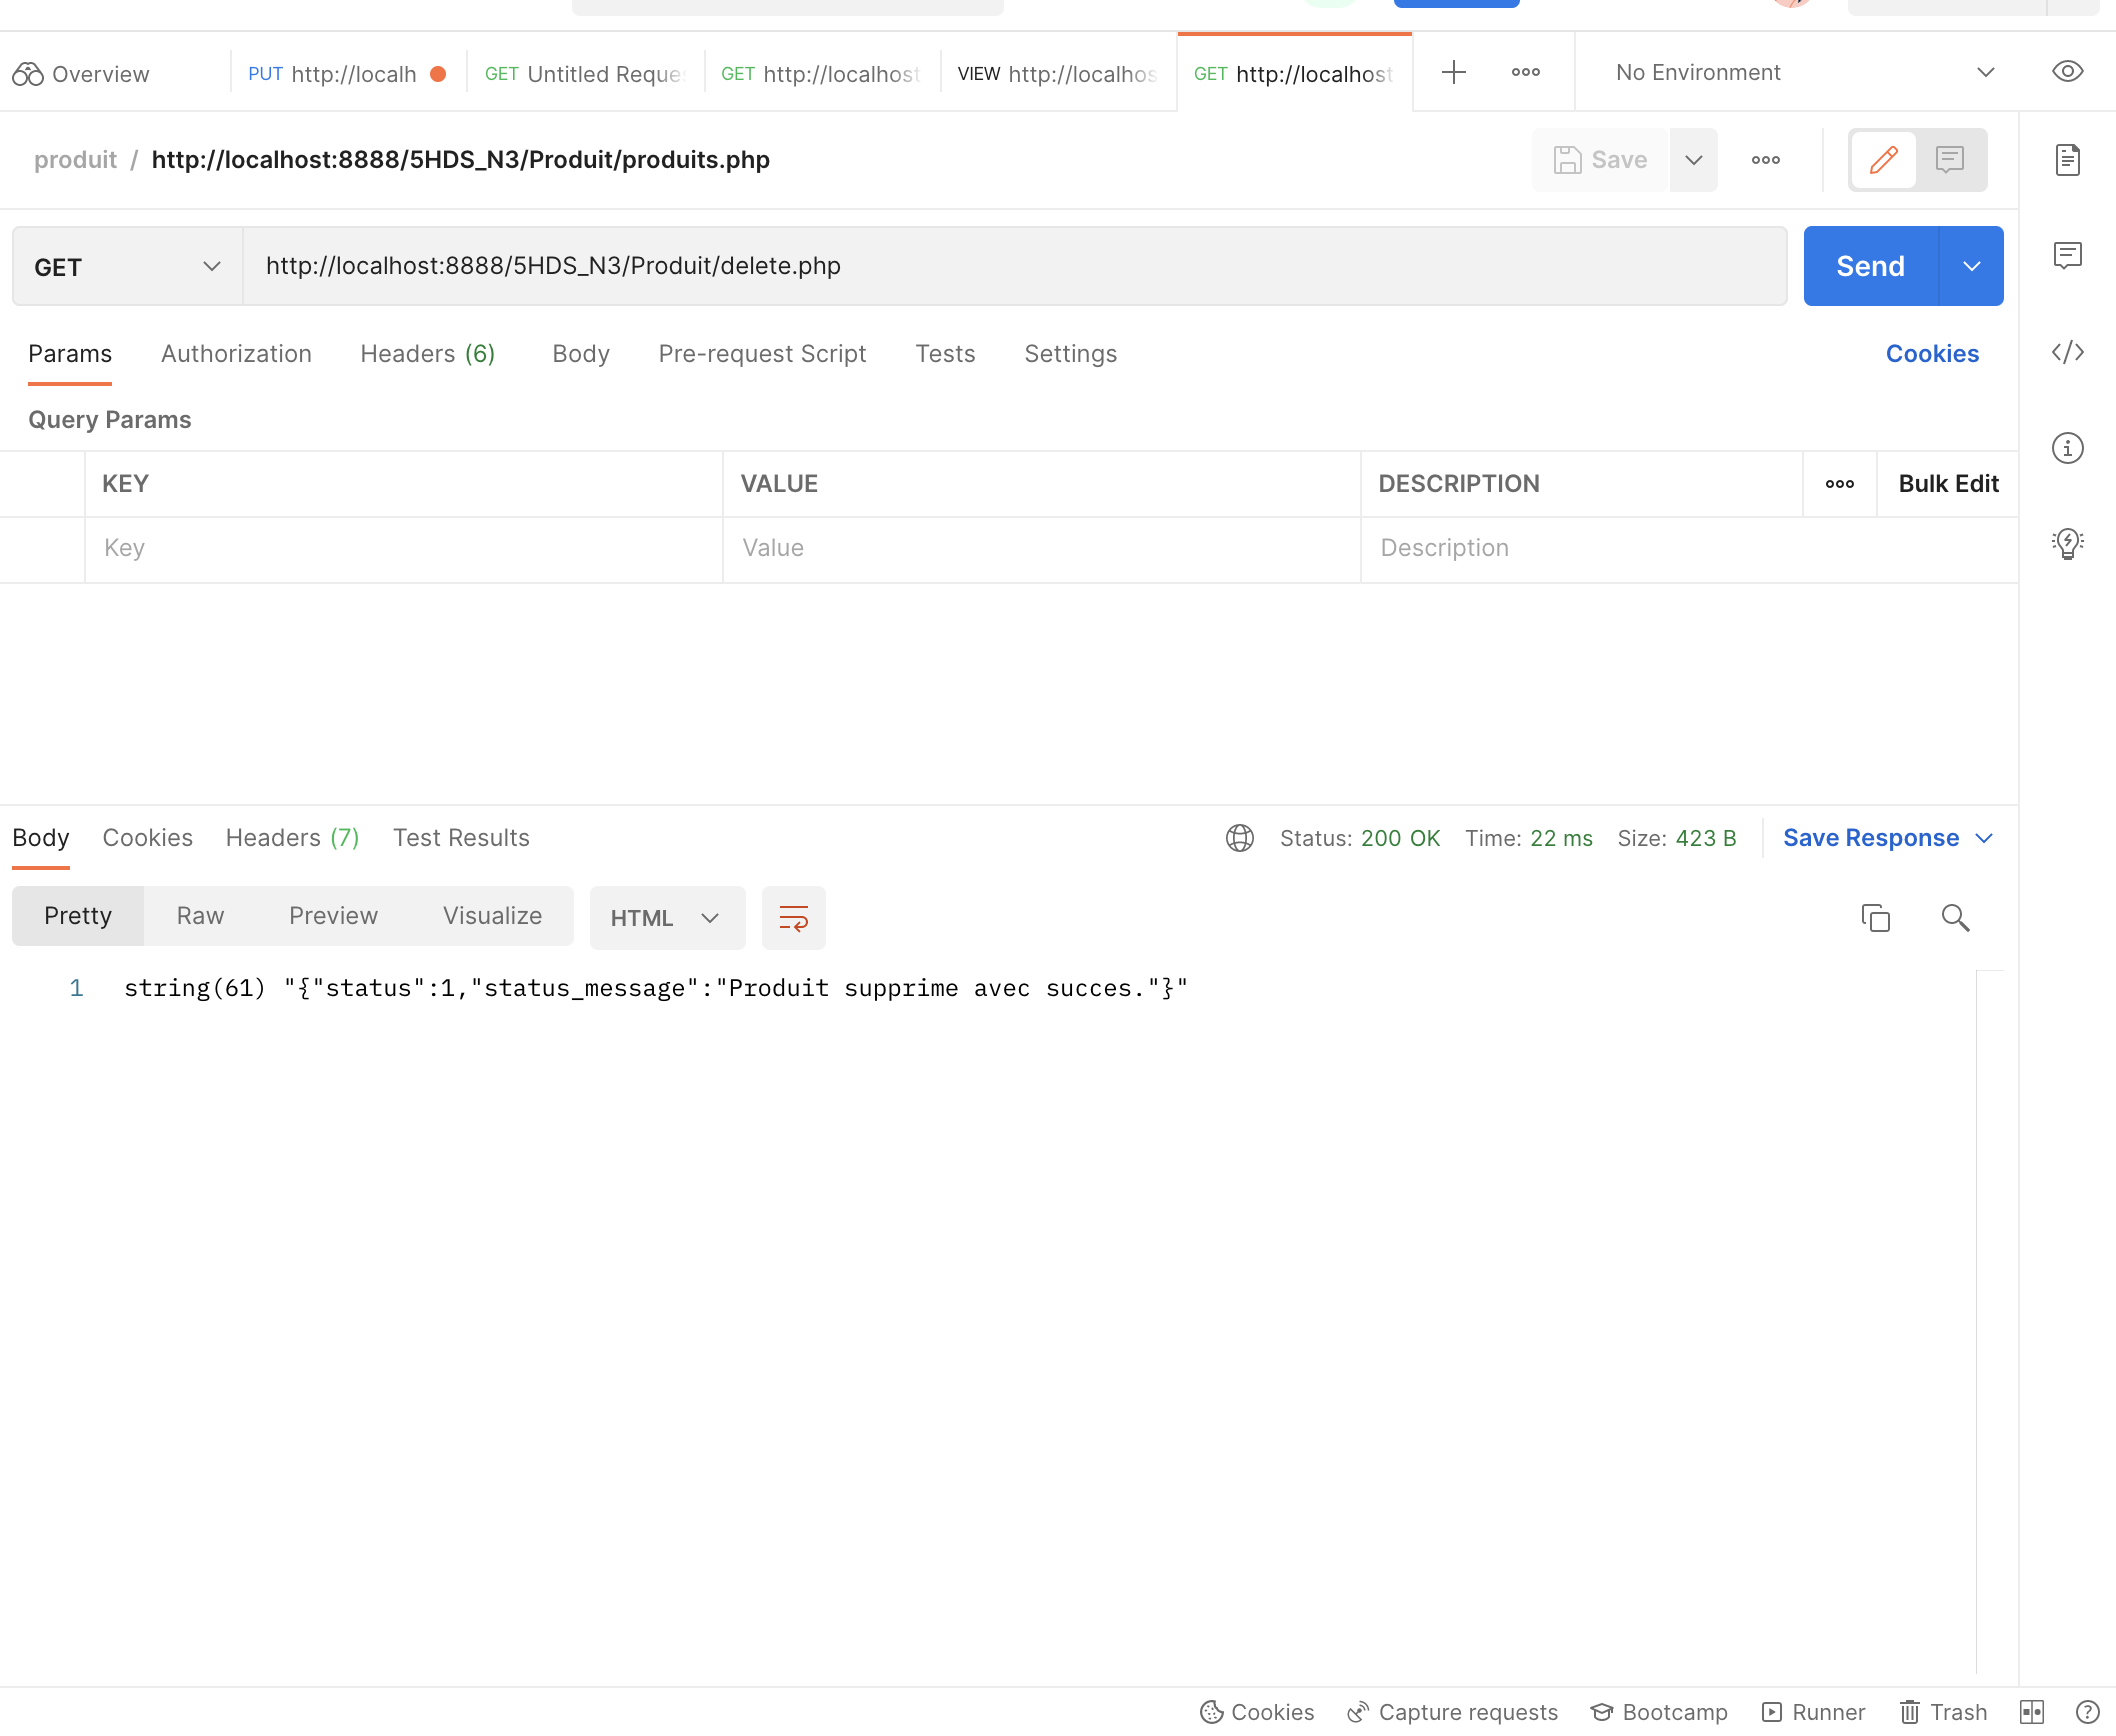 Overview
PUT http://localh
GET Untitled Reques
GET http://localhost
VIEW http://localhos
GET http://localhost
No Environment
produit / http://localhost:8888/5HDS_N3/Produit/produits.php
Save
GET
http://localhost:8888/5HDS_N3/Produit/delete.php
Send
Params Authorization Headers (6) Body Pre-request Script Tests Settings Cookies
Query Params
KEY VALUE DESCRIPTION Bulk Edit
Key Value Description
Body Cookies Headers (7) Test Results Status: 200 OK Time: 22 ms Size: 423 B Save Response
Pretty Raw Preview Visualize HTML
1 string(61) "{"status":1,"status_message":"Produit supprime avec succes."}"
Cookies Capture requests Bootcamp Runner Trash